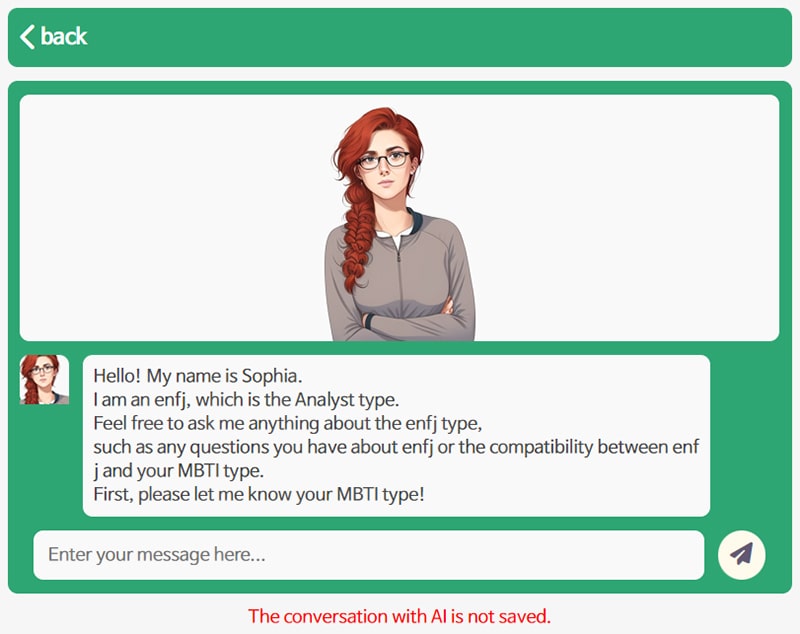 back
Hello! My name is Sophia.
I am an enfj, which is the Analyst type.
Feel free to ask me anything about the enfj type,
such as any questions you have about enfj or the compatibility between enf
j and your MBTI type.
First, please let me know your MBTI type!
Enter your message here...
The conversation with AI is not saved.